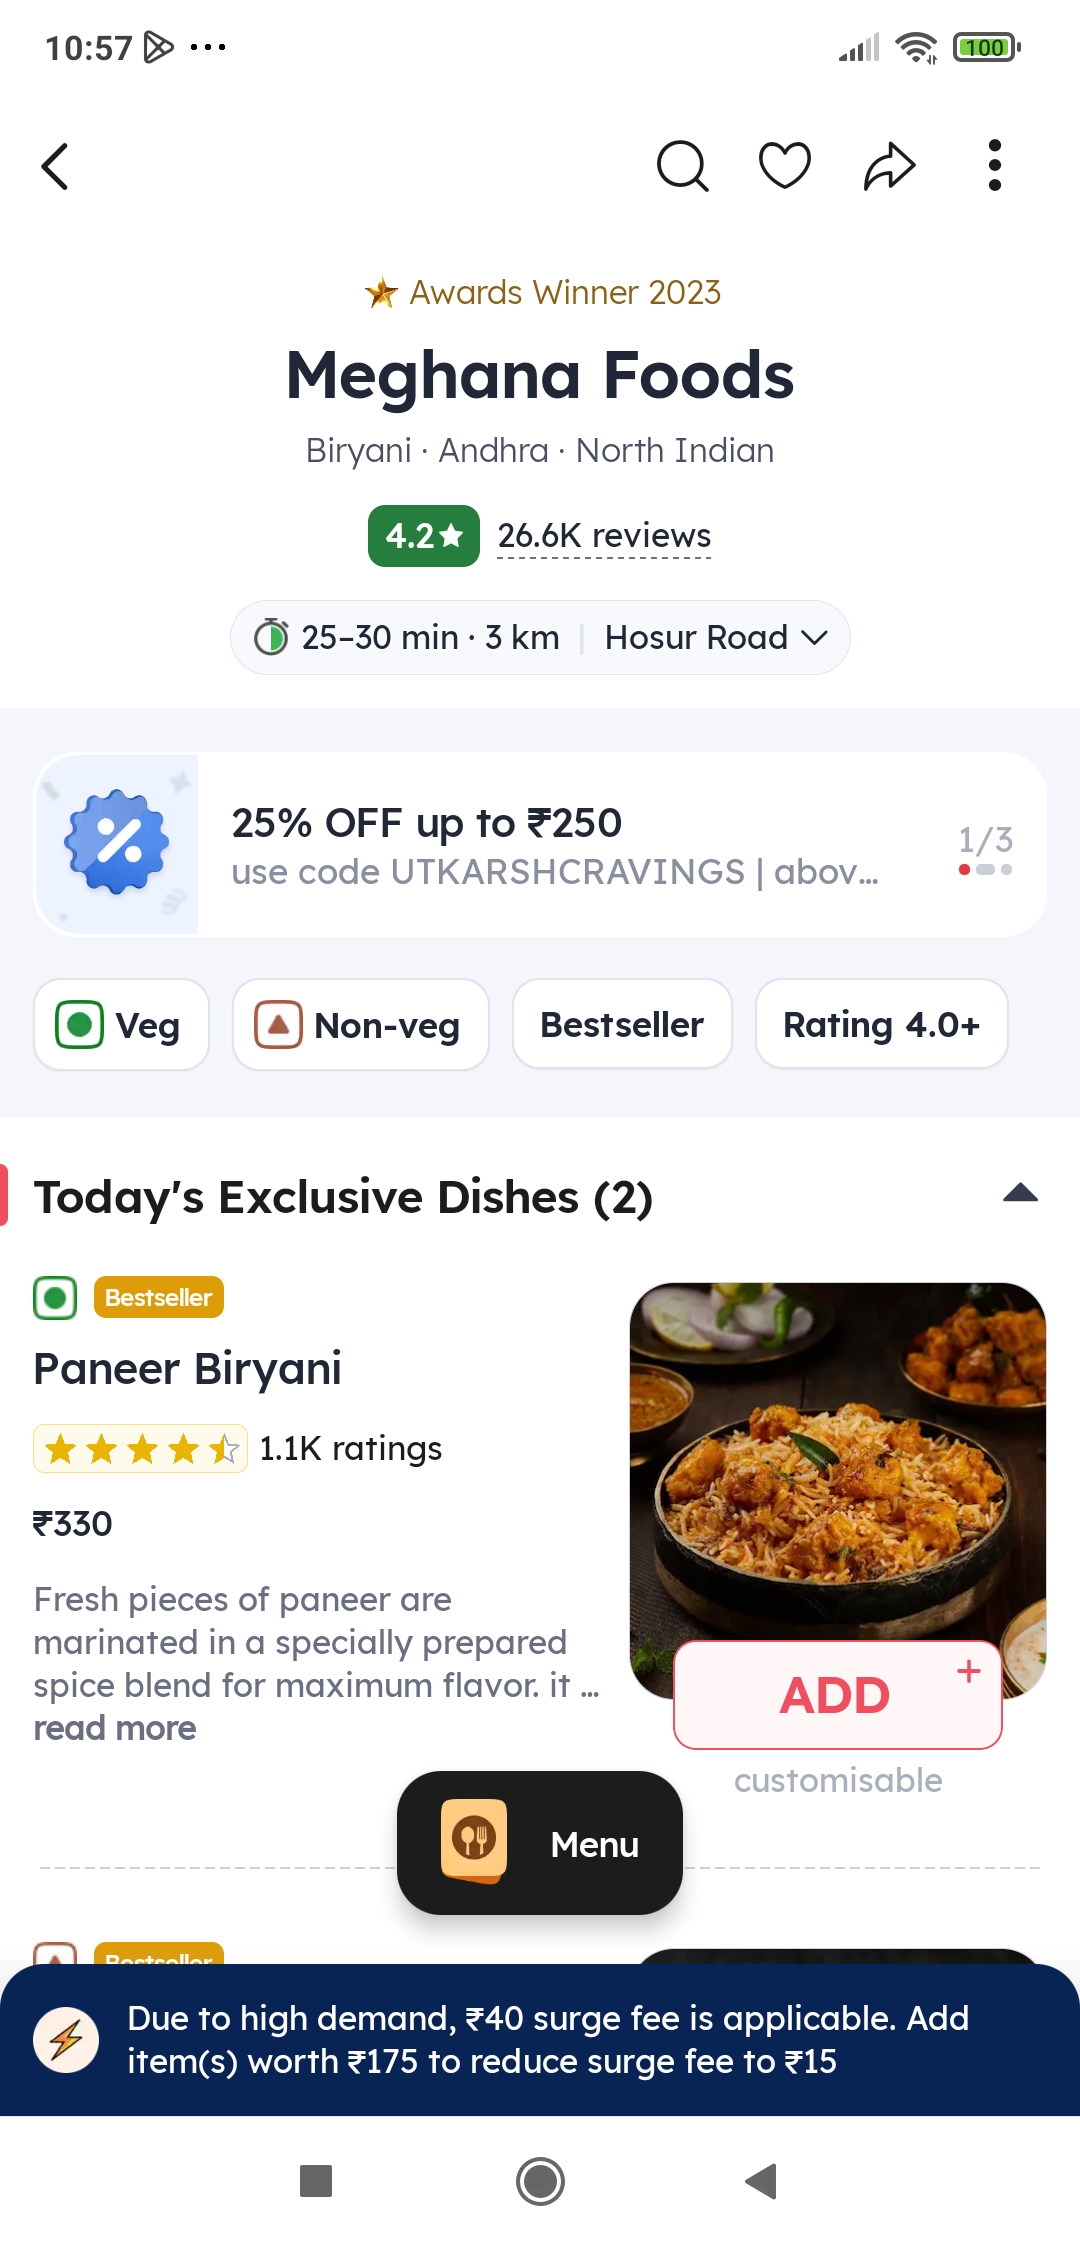 10:57
100
Awards Winner 2023
Meghana Foods
Biryani · Andhra · North Indian
4.2 26.6K reviews
25–30 min · 3 km | Hosur Road
25% OFF up to ₹250
use code UTKARSHCRAVINGS | abov...
1/3
Veg Non-veg Bestseller Rating 4.0+
Today's Exclusive Dishes (2)
Bestseller
Paneer Biryani
1.1K ratings
₹330
Fresh pieces of paneer are
marinated in a specially prepared
spice blend for maximum flavor. it ...
read more
ADD +
customisable
Menu
Bestseller
Due to high demand, ₹40 surge fee is applicable. Add
item(s) worth ₹175 to reduce surge fee to ₹15